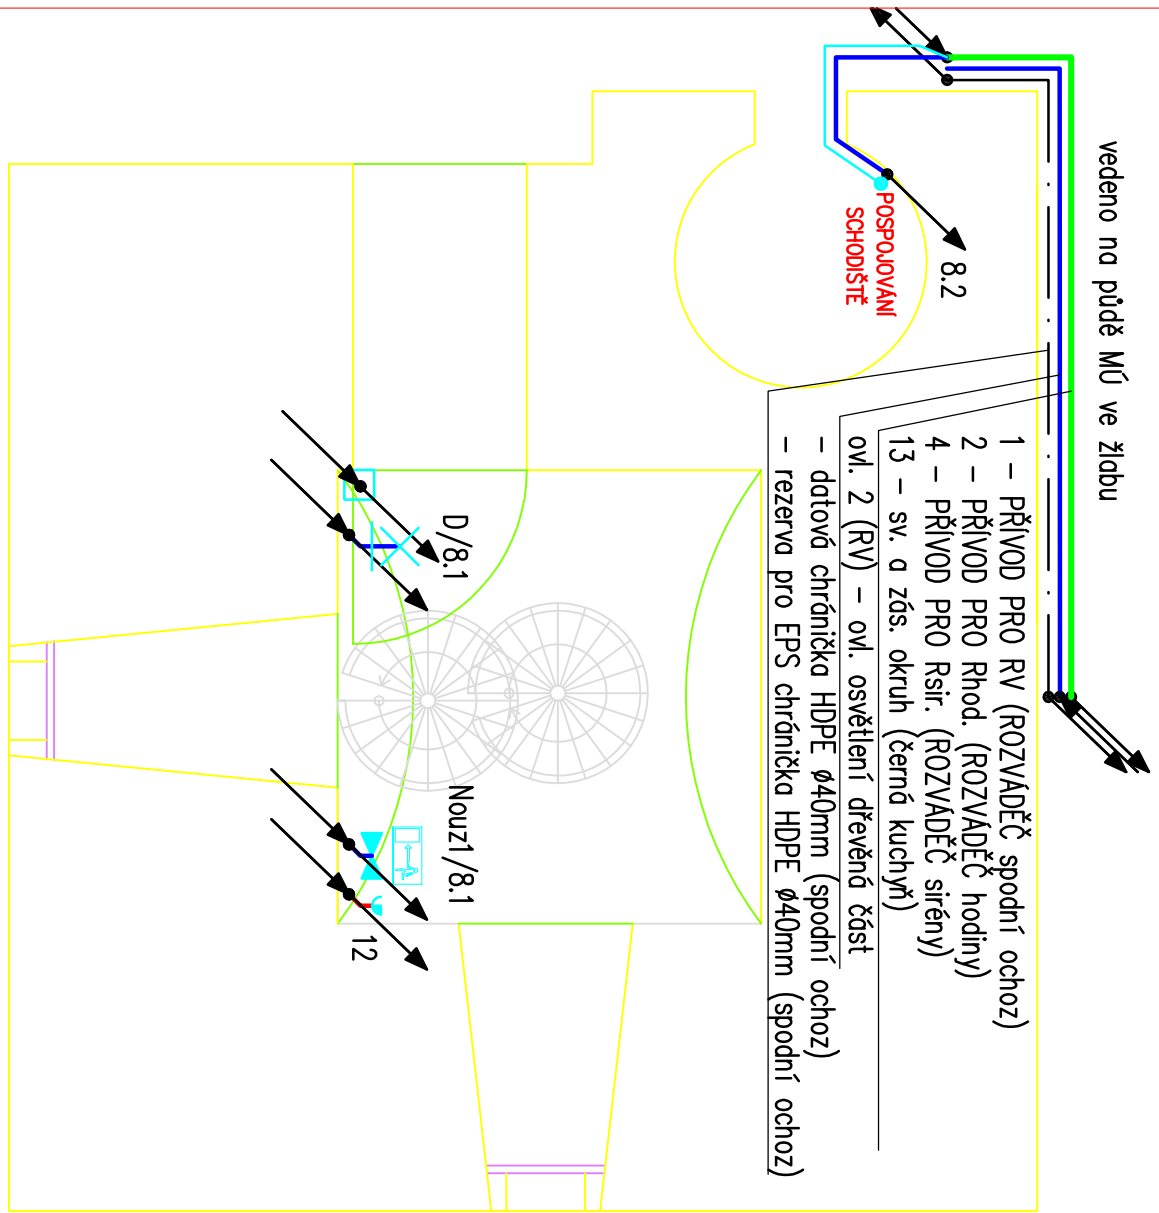 vedeno na půdě MÚ ve žlabu
1 - PŘÍVOD PRO RV (ROZVÁDĚČ spodní ochoz)
2 - PŘÍVOD PRO Rhod. (ROZVÁDĚČ hodiny)
4 - PŘÍVOD PRO Rsir. (ROZVÁDĚČ sirény)
13 - sv. a zás. okruh (černá kuchyň)
ovl. 2 (RV) - ovl. osvětlení dřevěná část
- datová chránička HDPE ø40mm (spodní ochoz)
- rezerva pro EPS chránička HDPE ø40mm (spodní ochoz)
8.2
POSPOJOVÁNÍ
SCHODIŠTĚ
D/8.1
Nouz1/8.1
12